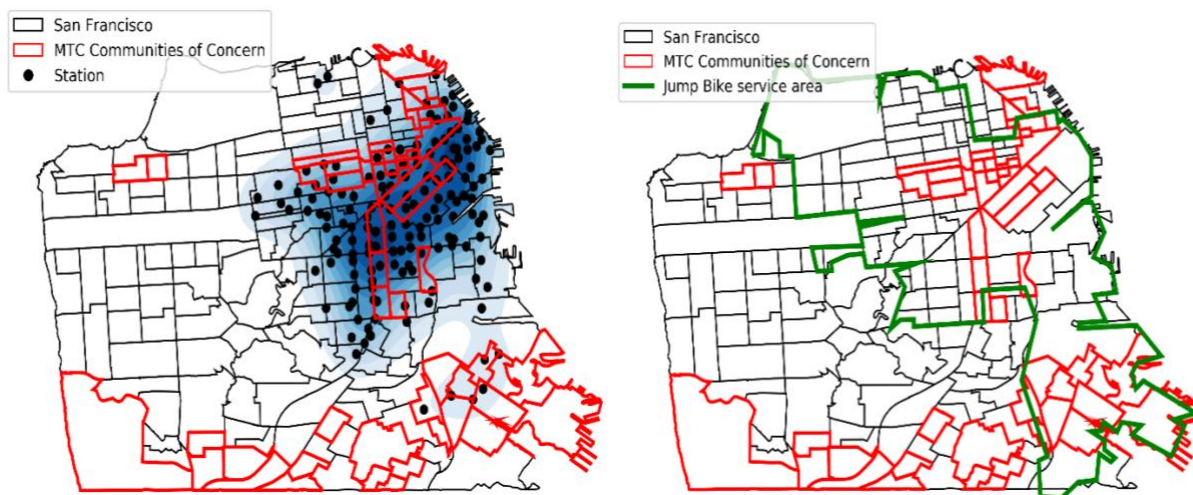 San Francisco
MTC Communities of Concern
Station
San Francisco
MTC Communities of Concern
Jump Bike service area